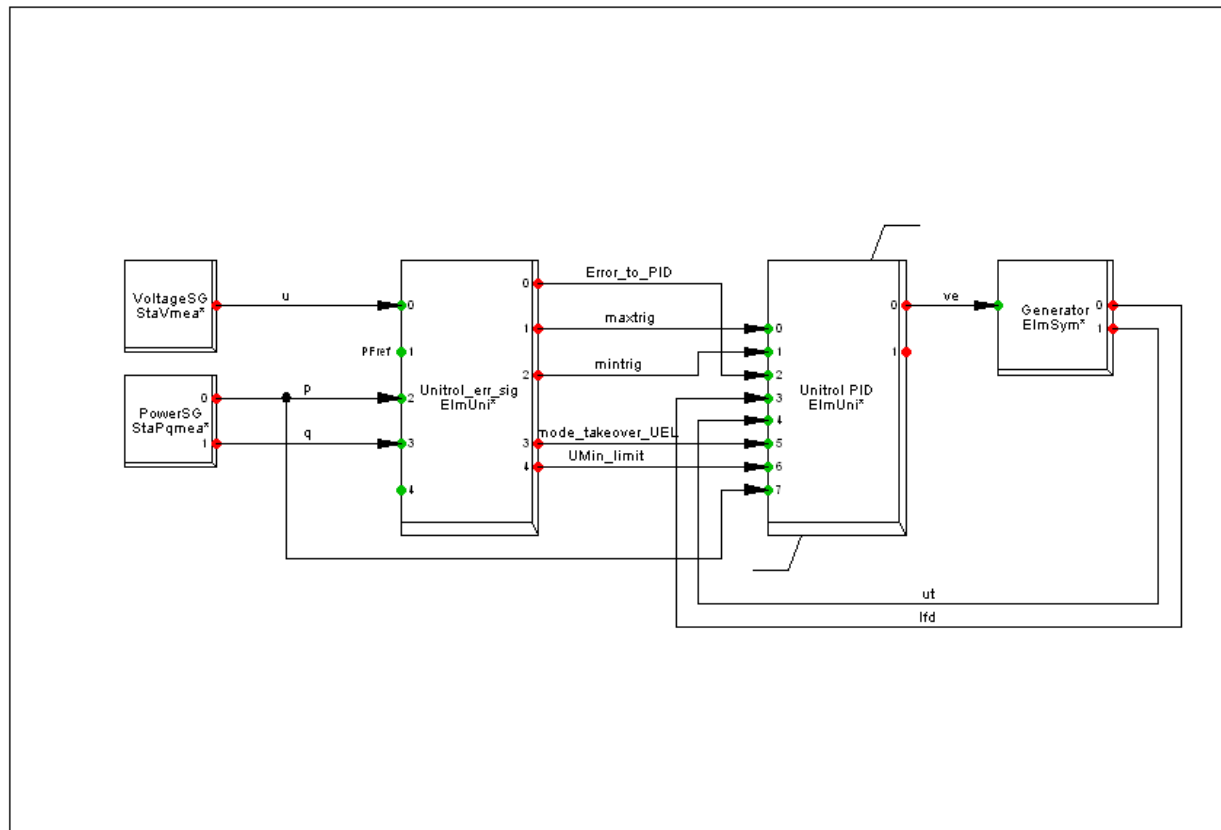 VoltageSG
StaVmea*
u
PowerSG
StaPqmea*
0
1
p
q
0
PFref 1
2
3
4
Unitrol_err_sig
ElmUni*
0
1
2
3
4
Error_to_PID
maxtrig
mintrig
mode_takeover_UEL
UMin_limit
0
1
2
3
4
5
6
7
Unitrol PID
ElmUni*
0
1
ve
Generator
ElmSym*
0
1
ut
Ifd